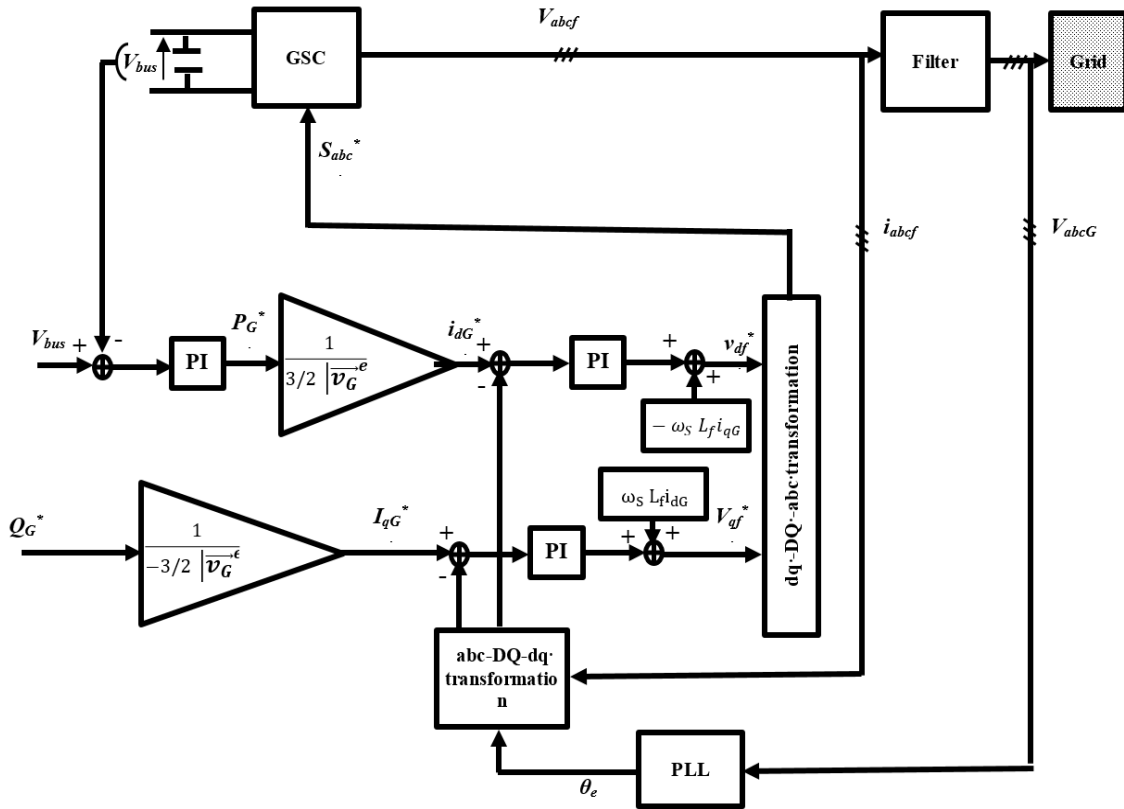 V_abcf
V_bus
GSC
Filter
Grid
S_abc*
i_abcf
V_abcG
V_bus
+
-
PI
P_G*
1
3/2 |v_G^e
i_dG*
+
-
PI
+
+
v_df*
− ω_S L_f i_qG
dq-DQ-abc transformation
Q_G*
1
−3/2 |v_G^ϵ
I_qG*
+
-
PI
ω_S L_f i_dG
+
+
V_qf*
abc-DQ-dq
transformatio
n
θ_e
PLL